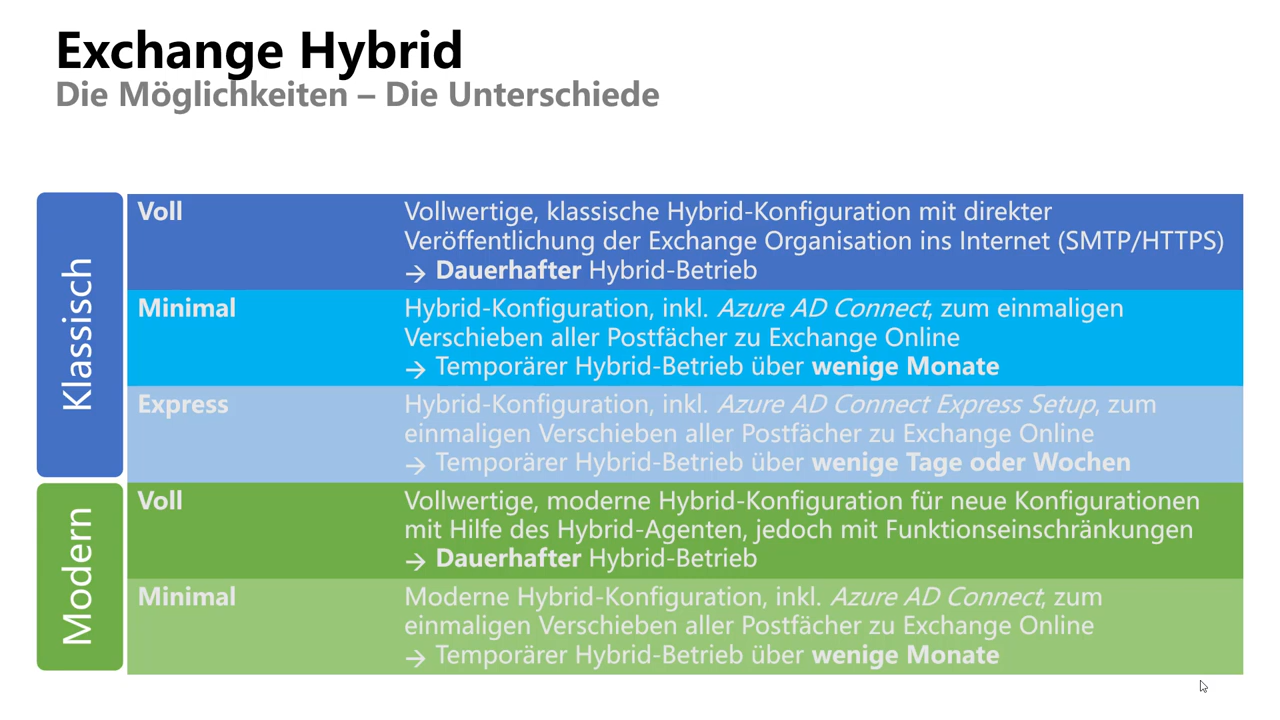 Exchange Hybrid
Die Möglichkeiten – Die Unterschiede
Klassisch
Voll
Vollwertige, klassische Hybrid-Konfiguration mit direkter
Veröffentlichung der Exchange Organisation ins Internet (SMTP/HTTPS)
→ Dauerhafter Hybrid-Betrieb
Minimal
Hybrid-Konfiguration, inkl. Azure AD Connect, zum einmaligen
Verschieben aller Postfächer zu Exchange Online
→ Temporärer Hybrid-Betrieb über wenige Monate
Express
Hybrid-Konfiguration, inkl. Azure AD Connect Express Setup, zum
einmaligen Verschieben aller Postfächer zu Exchange Online
→ Temporärer Hybrid-Betrieb über wenige Tage oder Wochen
Modern
Voll
Vollwertige, moderne Hybrid-Konfiguration für neue Konfigurationen
mit Hilfe des Hybrid-Agenten, jedoch mit Funktionseinschränkungen
→ Dauerhafter Hybrid-Betrieb
Minimal
Moderne Hybrid-Konfiguration, inkl. Azure AD Connect, zum
einmaligen Verschieben aller Postfächer zu Exchange Online
→ Temporärer Hybrid-Betrieb über wenige Monate